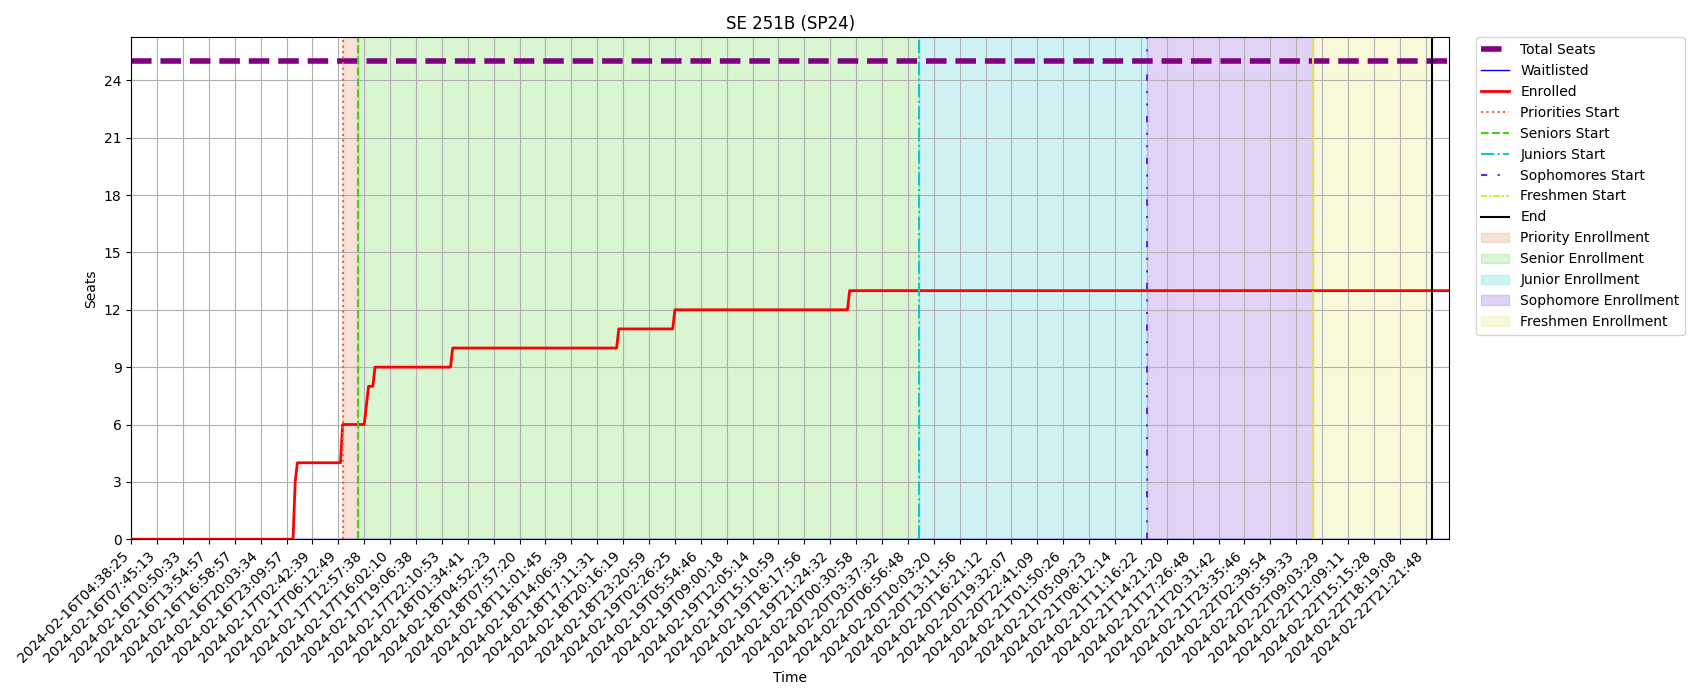 SE 251B (SP24)
Seats
24
21
18
15
12
9
6
3
0
2024-02-16T04:38:25
2024-02-16T07:45:13
2024-02-16T10:50:33
2024-02-16T13:54:57
2024-02-16T16:58:57
2024-02-16T20:03:34
2024-02-16T23:09:57
2024-02-17T02:42:39
2024-02-17T06:12:49
2024-02-17T12:57:38
2024-02-17T16:02:10
2024-02-17T19:06:38
2024-02-17T22:10:53
2024-02-18T01:34:41
2024-02-18T04:52:23
2024-02-18T07:57:20
2024-02-18T11:01:45
2024-02-18T14:06:39
2024-02-18T17:11:31
2024-02-18T20:16:19
2024-02-18T23:20:59
2024-02-19T02:26:25
2024-02-19T05:54:46
2024-02-19T09:00:18
2024-02-19T12:05:14
2024-02-19T15:10:59
2024-02-19T18:17:56
2024-02-19T21:24:32
2024-02-20T00:30:58
2024-02-20T03:37:32
2024-02-20T06:56:48
2024-02-20T10:03:20
2024-02-20T13:11:56
2024-02-20T16:21:12
2024-02-20T19:32:07
2024-02-20T22:41:09
2024-02-21T01:50:26
2024-02-21T05:09:23
2024-02-21T08:12:14
2024-02-21T11:16:22
2024-02-21T14:21:20
2024-02-21T17:26:48
2024-02-21T20:31:42
2024-02-21T23:35:46
2024-02-22T02:39:54
2024-02-22T05:59:33
2024-02-22T09:03:29
2024-02-22T12:09:11
2024-02-22T15:15:28
2024-02-22T18:19:08
2024-02-22T21:21:48
Time
Total Seats
Waitlisted
Enrolled
Priorities Start
Seniors Start
Juniors Start
Sophomores Start
Freshmen Start
End
Priority Enrollment
Senior Enrollment
Junior Enrollment
Sophomore Enrollment
Freshmen Enrollment